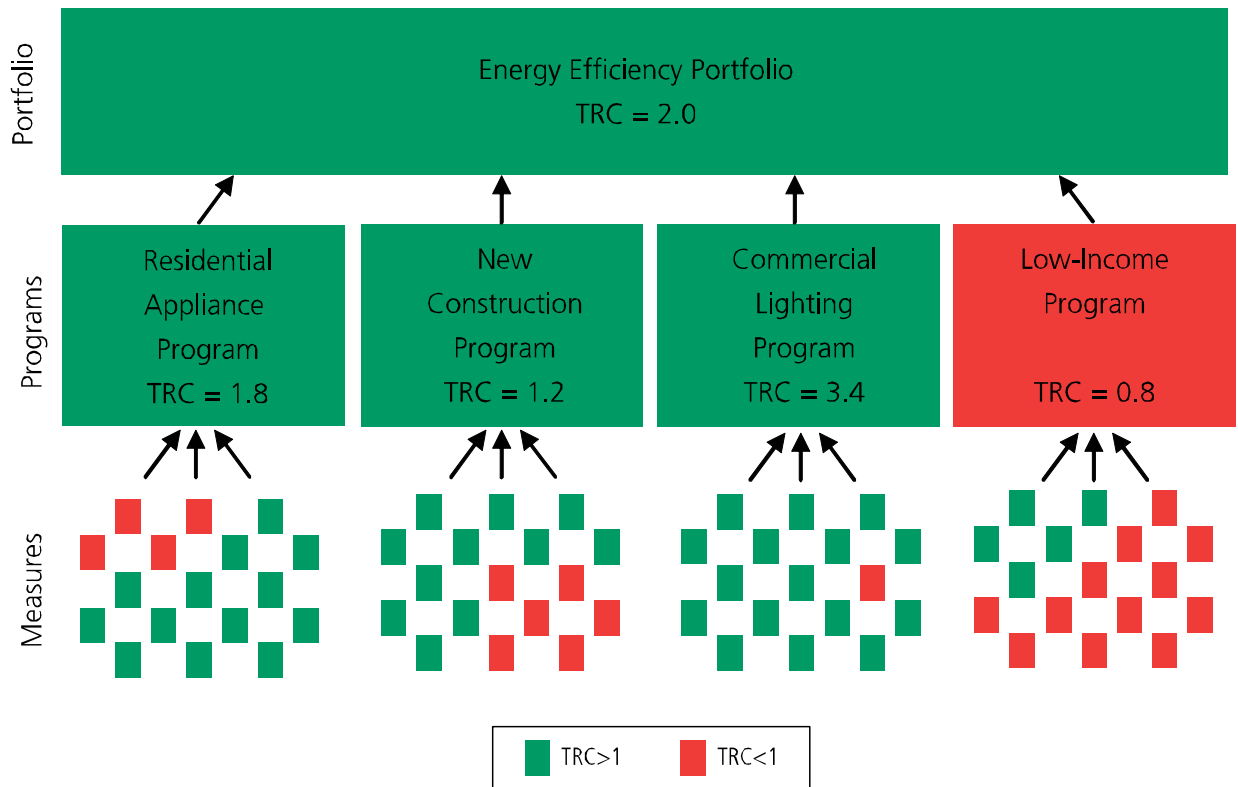 Portfolio
Energy Efficiency Portfolio
TRC = 2.0
Programs
Residential
Appliance
Program
TRC = 1.8
New
Construction
Program
TRC = 1.2
Commercial
Lighting
Program
TRC = 3.4
Low-Income
Program
TRC = 0.8
Measures
TRC>1
TRC<1